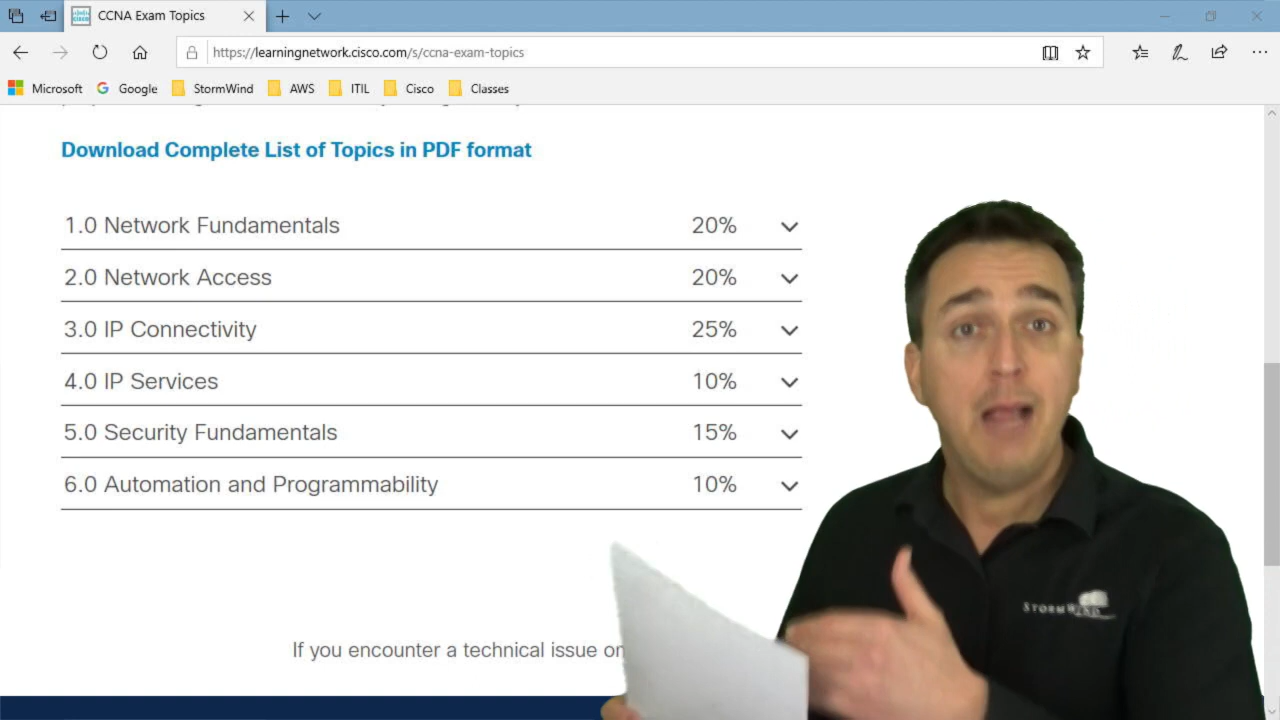 CCNA Exam Topics
https://learningnetwork.cisco.com/s/ccna-exam-topics
Microsoft Google StormWind AWS ITIL Cisco Classes
Download Complete List of Topics in PDF format
1.0 Network Fundamentals 20%
2.0 Network Access 20%
3.0 IP Connectivity 25%
4.0 IP Services 10%
5.0 Security Fundamentals 15%
6.0 Automation and Programmability 10%
STORMWIND
If you encounter a technical issue on